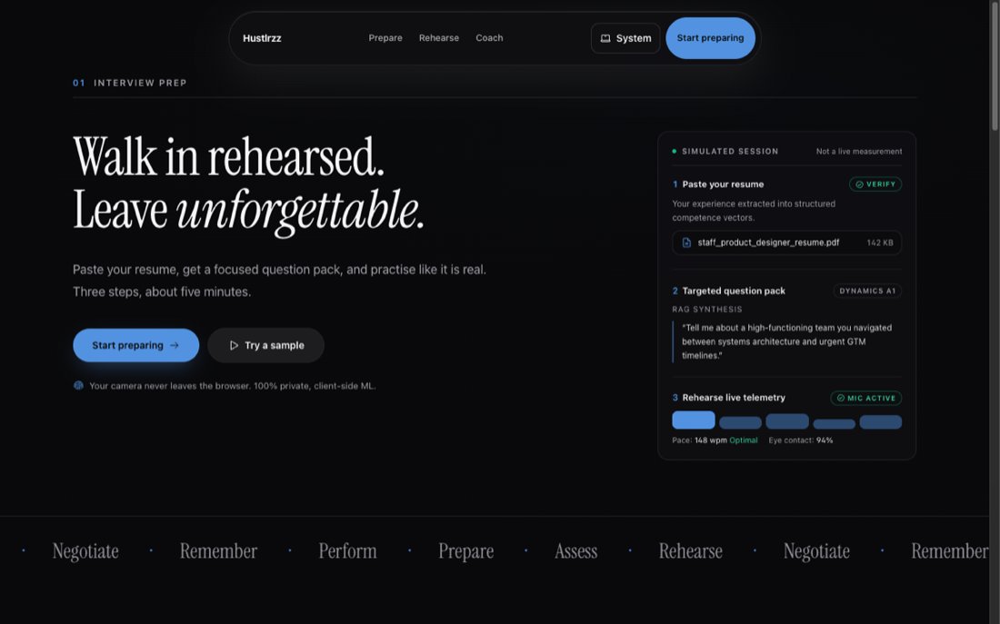 Hustlrzz
Prepare Rehearse Coach
System
Start preparing
01 INTERVIEW PREP
Walk in rehearsed.
Leave unforgettable.
Paste your resume, get a focused question pack, and practise like it is real.
Three steps, about five minutes.
Start preparing →
Try a sample
Your camera never leaves the browser. 100% private, client-side ML.
SIMULATED SESSION Not a live measurement
1 Paste your resume VERIFY
Your experience extracted into structured
competence vectors.
staff_product_designer_resume.pdf 142 KB
2 Targeted question pack DYNAMICS A1
RAG SYNTHESIS
"Tell me about a high-functioning team you navigated
between systems architecture and urgent GTM
timelines."
3 Rehearse live telemetry MIC ACTIVE
Pace: 148 wpm Optimal Eye contact: 94%
· Negotiate · Remember · Perform · Prepare · Assess · Rehearse · Negotiate · Remember